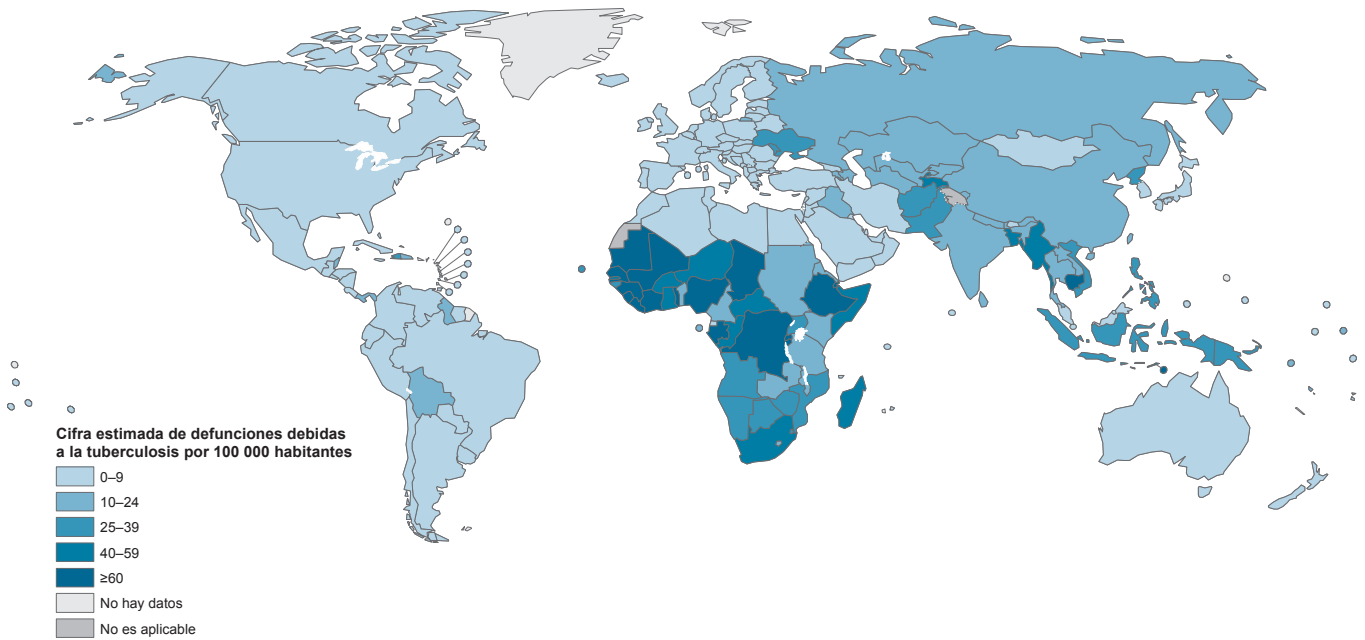 Cifra estimada de defunciones debidas
a la tuberculosis por 100 000 habitantes
0–9
10–24
25–39
40–59
≥60
No hay datos
No es aplicable